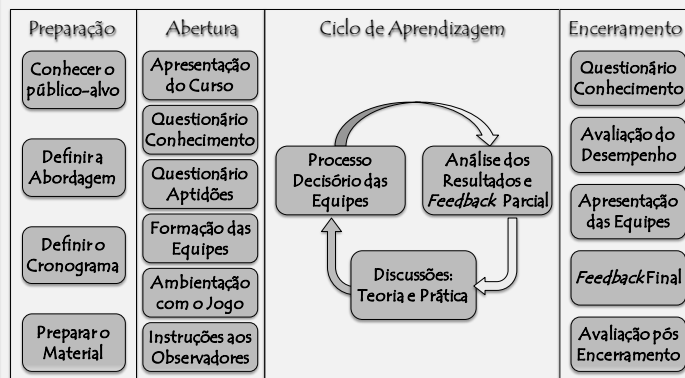 Preparação
Conhecer o
público-alvo
Definir a
Abordagem
Definir o
Cronograma
Preparar o
Material
Abertura
Apresentação
do Curso
Questionário
Conhecimento
Questionário
Aptidões
Formação das
Equipes
Ambientação
com o Jogo
Instruções aos
Observadores
Ciclo de Aprendizagem
Processo
Decisório das
Equipes
Análise dos
Resultados e
Feedback Parcial
Discussões:
Teoria e Prática
Encerramento
Questionário
Conhecimento
Avaliação do
Desempenho
Apresentação
das Equipes
Feedback Final
Avaliação pós
Encerramento